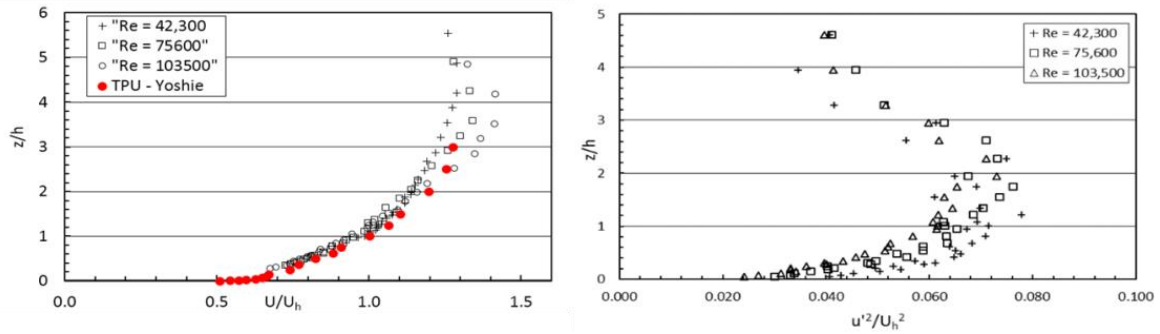 6
5
4
3
2
1
0
z/h
+ "Re = 42,300
□ "Re = 75600"
○ "Re = 103500"
● TPU - Yoshie
0.0 0.5 1.0 1.5
U/Uₕ
5
4
3
2
1
0
z/h
+ Re = 42,300
□ Re = 75,600
△ Re = 103,500
0.000 0.020 0.040 0.060 0.080 0.100
u'²/Uₕ²